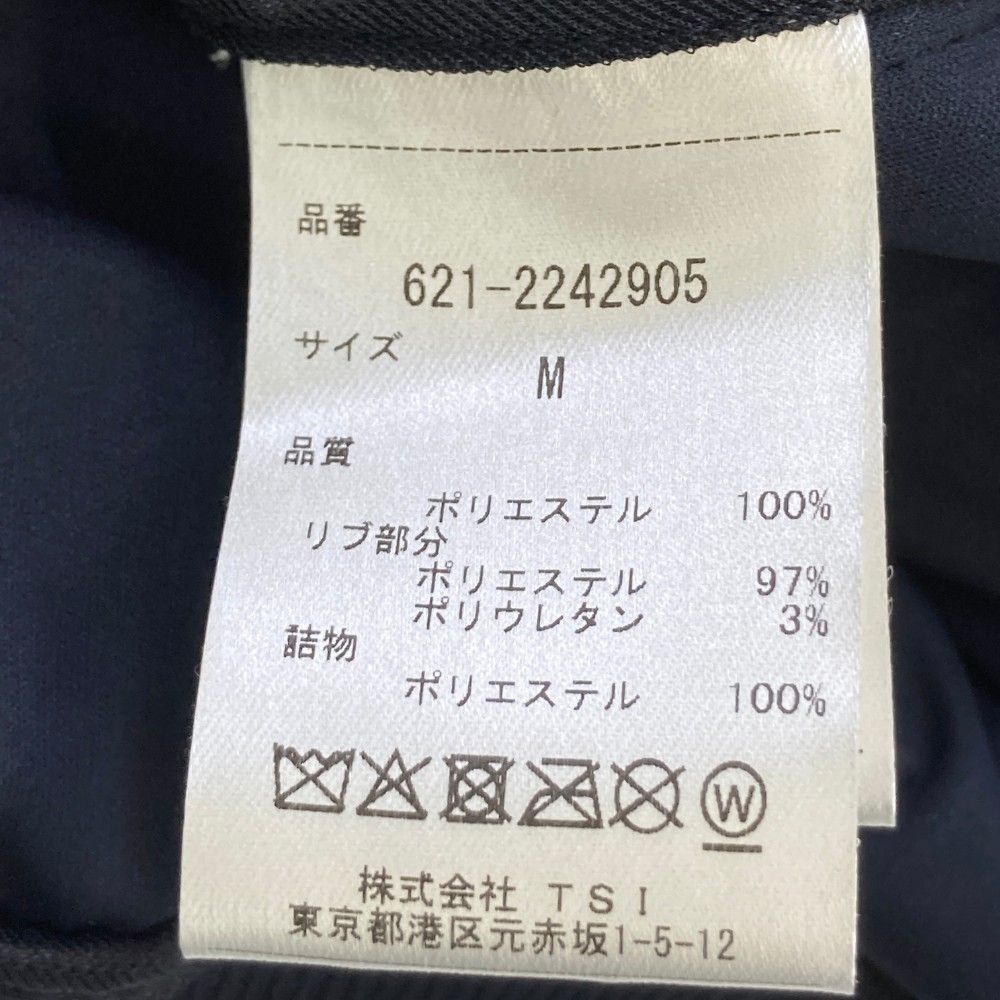 品番
621-2242905
サイズ
M
品質
ポリエステル 100%
リブ部分
ポリエステル 97%
ポリウレタン 3%
詰物
ポリエステル 100%
W
株式会社 TSI
東京都港区元赤坂1-5-12